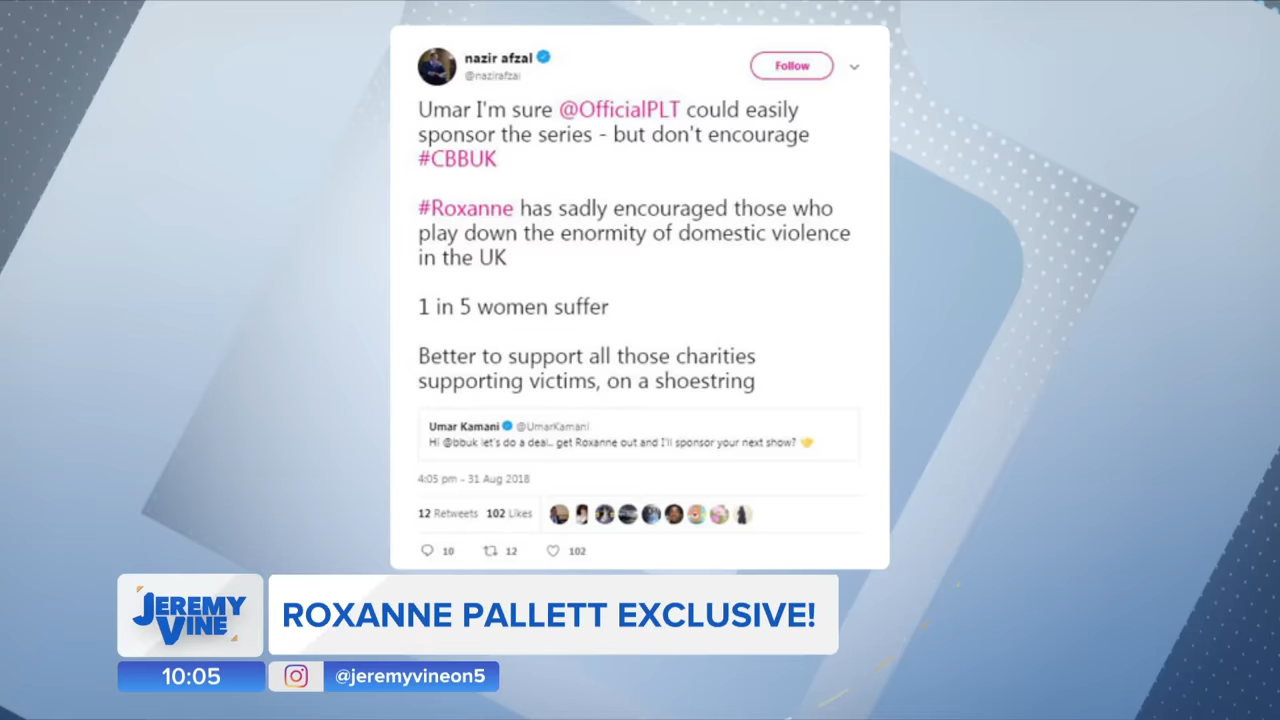 nazir afzal
@nazirafzal
Follow
Umar I'm sure @OfficialPLT could easily
sponsor the series - but don't encourage
#CBBUK
#Roxanne has sadly encouraged those who
play down the enormity of domestic violence
in the UK
1 in 5 women suffer
Better to support all those charities
supporting victims, on a shoestring
Umar Kamani @UmarKamani
Hi @bbuk let's do a deal.. get Roxanne out and I'll sponsor your next show?
4:05 pm - 31 Aug 2018
12 Retweets 102 Likes
10 12 102
JEREMY
VINE
ROXANNE PALLETT EXCLUSIVE!
10:05
@jeremyvineon5